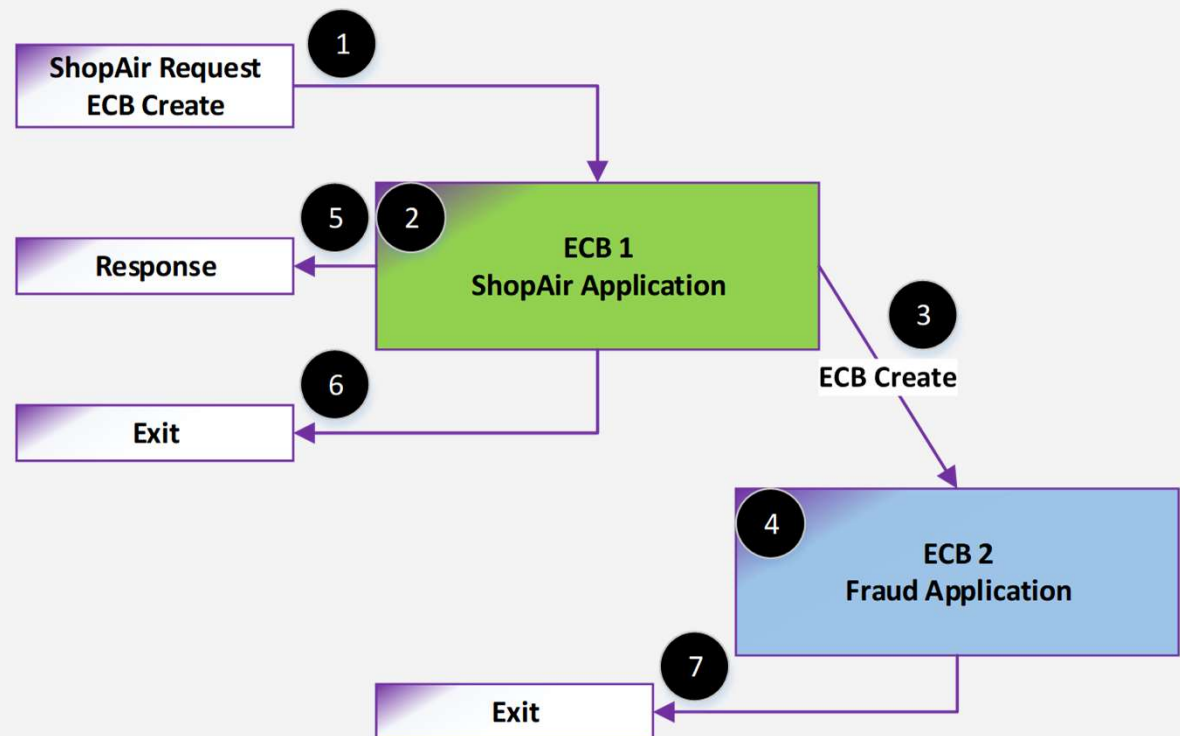 1
ShopAir Request
ECB Create
5
2
ECB 1
ShopAir Application
Response
3
ECB Create
6
Exit
4
ECB 2
Fraud Application
7
Exit